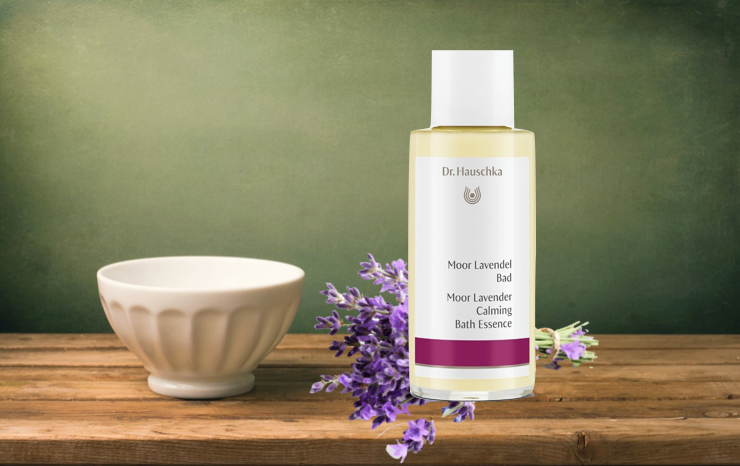 Dr. Hauschka
Moor Lavendel
Bad
Moor Lavender
Calming
Bath Essence